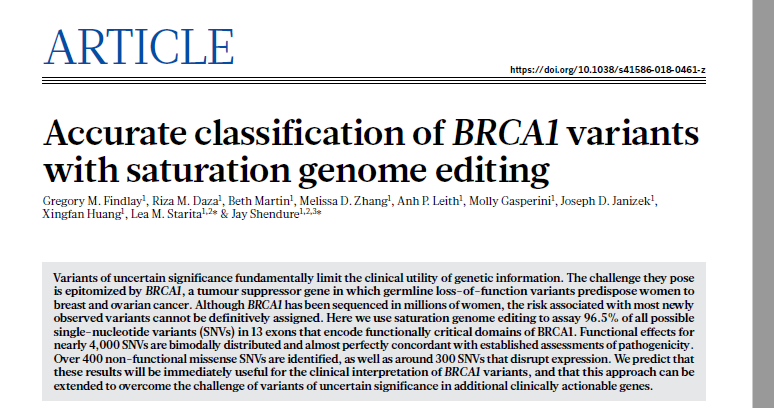 ARTICLE
https://doi.org/10.1038/s41586-018-0461-z
Accurate classification of BRCA1 variants
with saturation genome editing
Gregory M. Findlay1, Riza M. Daza1, Beth Martin1, Melissa D. Zhang1, Anh P. Leith1, Molly Gasperini1, Joseph D. Janizek1,
Xingfan Huang1, Lea M. Starita1,2* & Jay Shendure1,2,3*
Variants of uncertain significance fundamentally limit the clinical utility of genetic information. The challenge they pose
is epitomized by BRCA1, a tumour suppressor gene in which germline loss-of-function variants predispose women to
breast and ovarian cancer. Although BRCA1 has been sequenced in millions of women, the risk associated with most newly
observed variants cannot be definitively assigned. Here we use saturation genome editing to assay 96.5% of all possible
single-nucleotide variants (SNVs) in 13 exons that encode functionally critical domains of BRCA1. Functional effects for
nearly 4,000 SNVs are bimodally distributed and almost perfectly concordant with established assessments of pathogenicity.
Over 400 non-functional missense SNVs are identified, as well as around 300 SNVs that disrupt expression. We predict that
these results will be immediately useful for the clinical interpretation of BRCA1 variants, and that this approach can be
extended to overcome the challenge of variants of uncertain significance in additional clinically actionable genes.